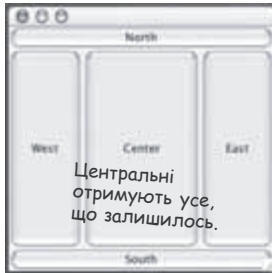 North
West
Center
East
Центральні
отримують усе,
що залишилось.
South